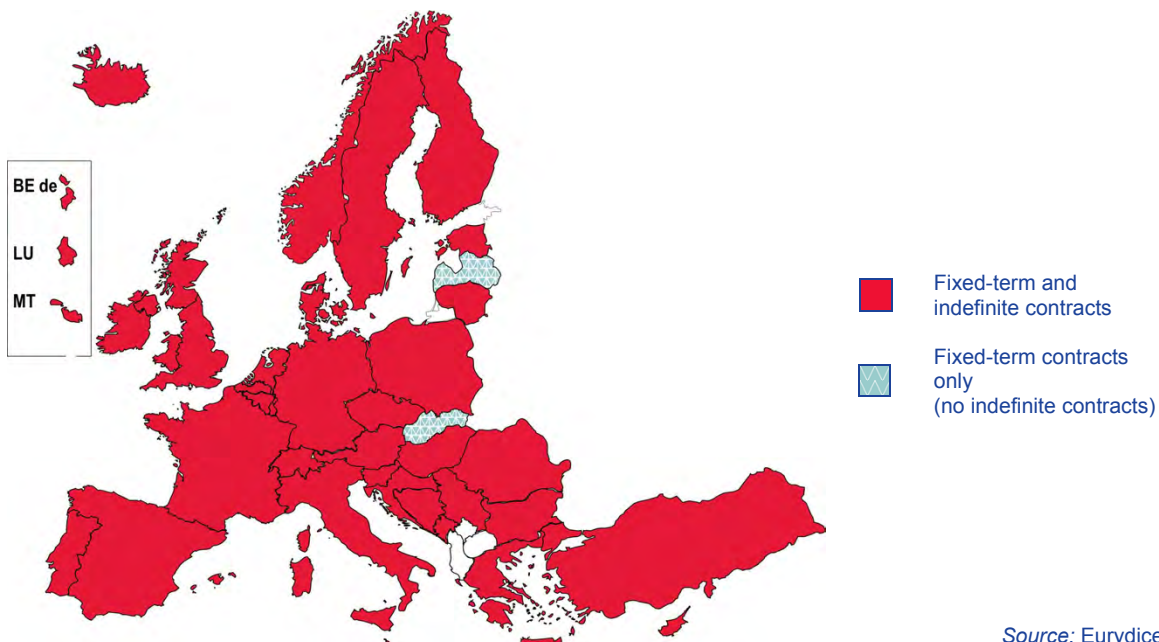 BE de
LU
MT
Fixed-term and
indefinite contracts
Fixed-term contracts
only
(no indefinite contracts)
Source: Eurydice